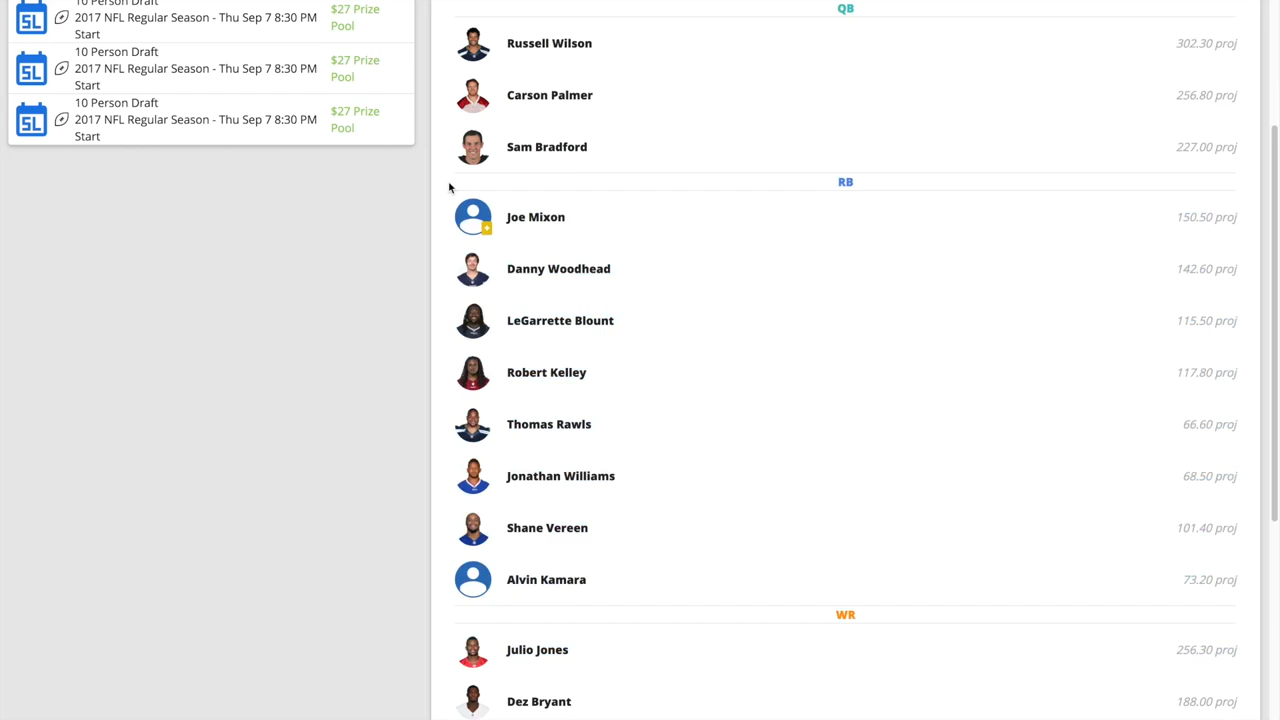 10 Person Draft
2017 NFL Regular Season - Thu Sep 7 8:30 PM
Start
$27 Prize
Pool
SL
10 Person Draft
2017 NFL Regular Season - Thu Sep 7 8:30 PM
Start
$27 Prize
Pool
SL
10 Person Draft
2017 NFL Regular Season - Thu Sep 7 8:30 PM
Start
$27 Prize
Pool
SL
QB
Russell Wilson 302.30 proj
Carson Palmer 256.80 proj
Sam Bradford 227.00 proj
RB
Joe Mixon 150.50 proj
Danny Woodhead 142.60 proj
LeGarrette Blount 115.50 proj
Robert Kelley 117.80 proj
Thomas Rawls 66.60 proj
Jonathan Williams 68.50 proj
Shane Vereen 101.40 proj
Alvin Kamara 73.20 proj
WR
Julio Jones 256.30 proj
Dez Bryant 188.00 proj